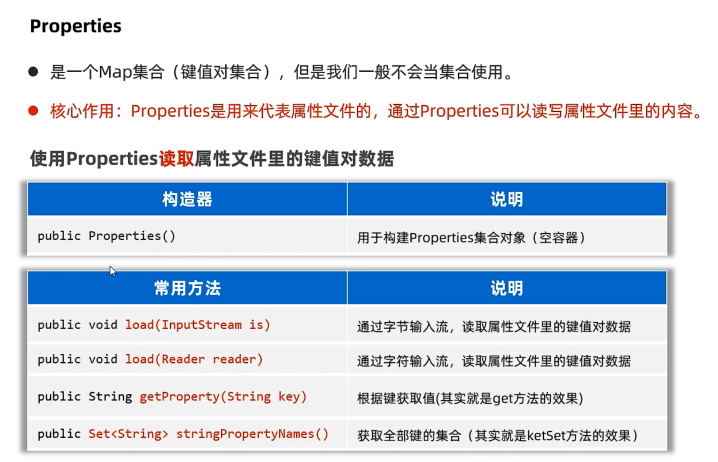 Properties
是一个Map集合（键值对集合），但是我们一般不会当集合使用。
核心作用：Properties是用来代表属性文件的，通过Properties可以读写属性文件里的内容。
使用Properties读取属性文件里的键值对数据
构造器 说明
public Properties() 用于构建Properties集合对象（空容器）
常用方法 说明
public void load(InputStream is) 通过字节输入流，读取属性文件里的键值对数据
public void load(Reader reader) 通过字符输入流，读取属性文件里的键值对数据
public String getProperty(String key) 根据键获取值(其实就是get方法的效果)
public Set<String> stringPropertyNames() 获取全部键的集合（其实就是ketSet方法的效果）